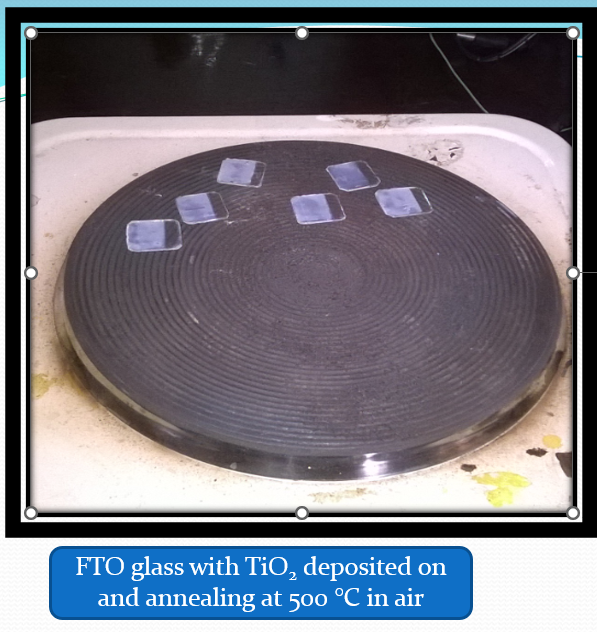 FTO glass with TiO₂ deposited on
and annealing at 500 °C in air